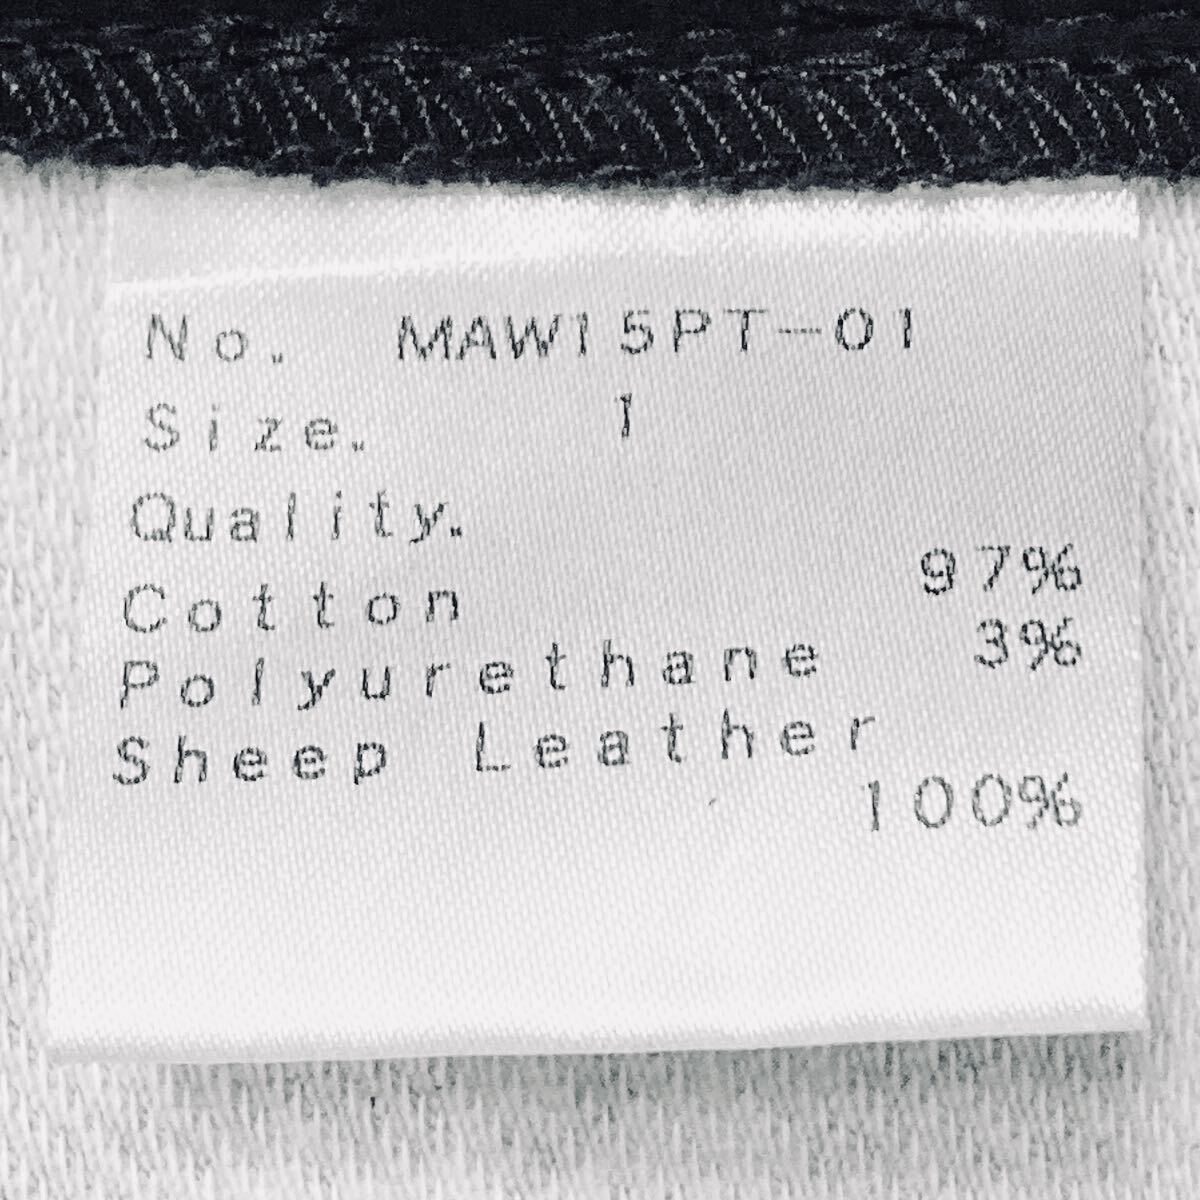 No. MAW15PT-01
Size. 1
Quality.
Cotton 97%
Polyurethane 3%
Sheep Leather
100%